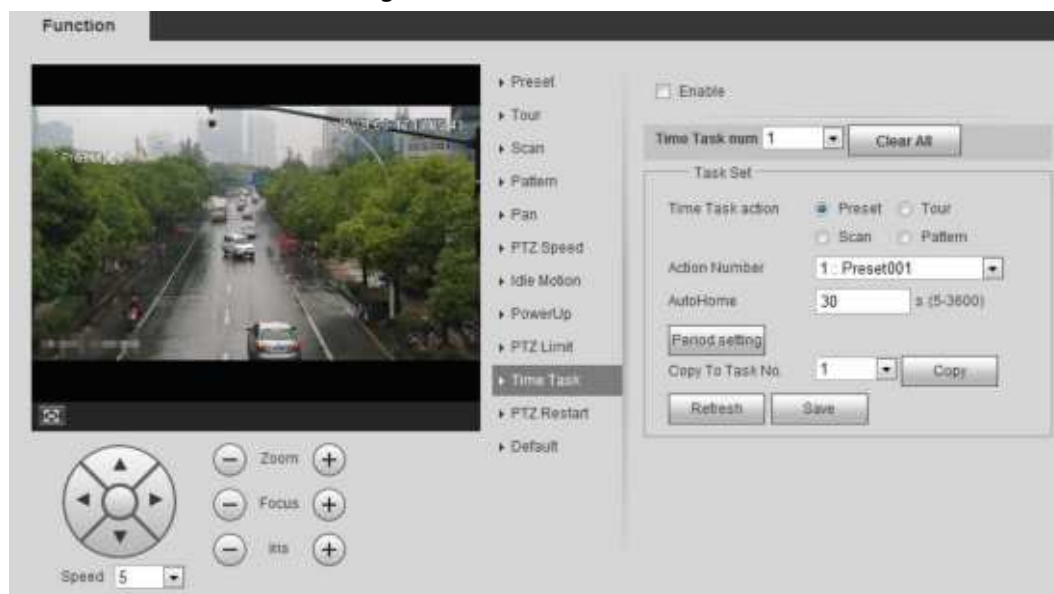 Function
Preset
Tour
Scan
Pattern
Pan
PTZ Speed
Idle Motion
PowerUp
PTZ Limit
Time Task
PTZ Restart
Default
Zoom
Focus
Iris
Speed 5
Enable
Time Task num 1 Clear All
Task Set
Time Task action Preset Tour
Scan Pattern
Action Number 1 : Preset001
AutoHome 30 s (5-3600)
Period setting
Copy To Task No. 1 Copy
Refresh Save